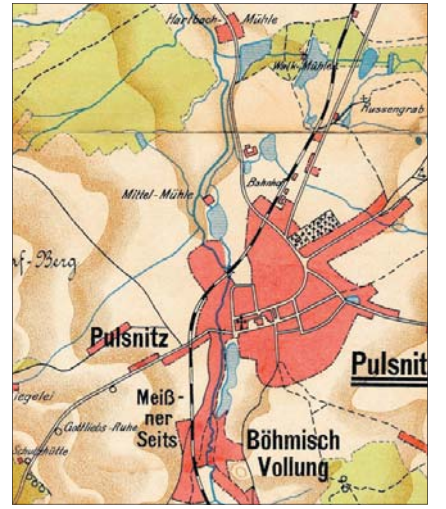 Hartbach-Mühle
Walk-Mühle
Russengrab
Bahnhof
Mittel-Mühle
f-Berg
Pulsnitz
Pulsnit
Meiß-
ner
Seits
Böhmisch
Vollung
iegelei
Gottliebs-Ruhe
Schutzhütte